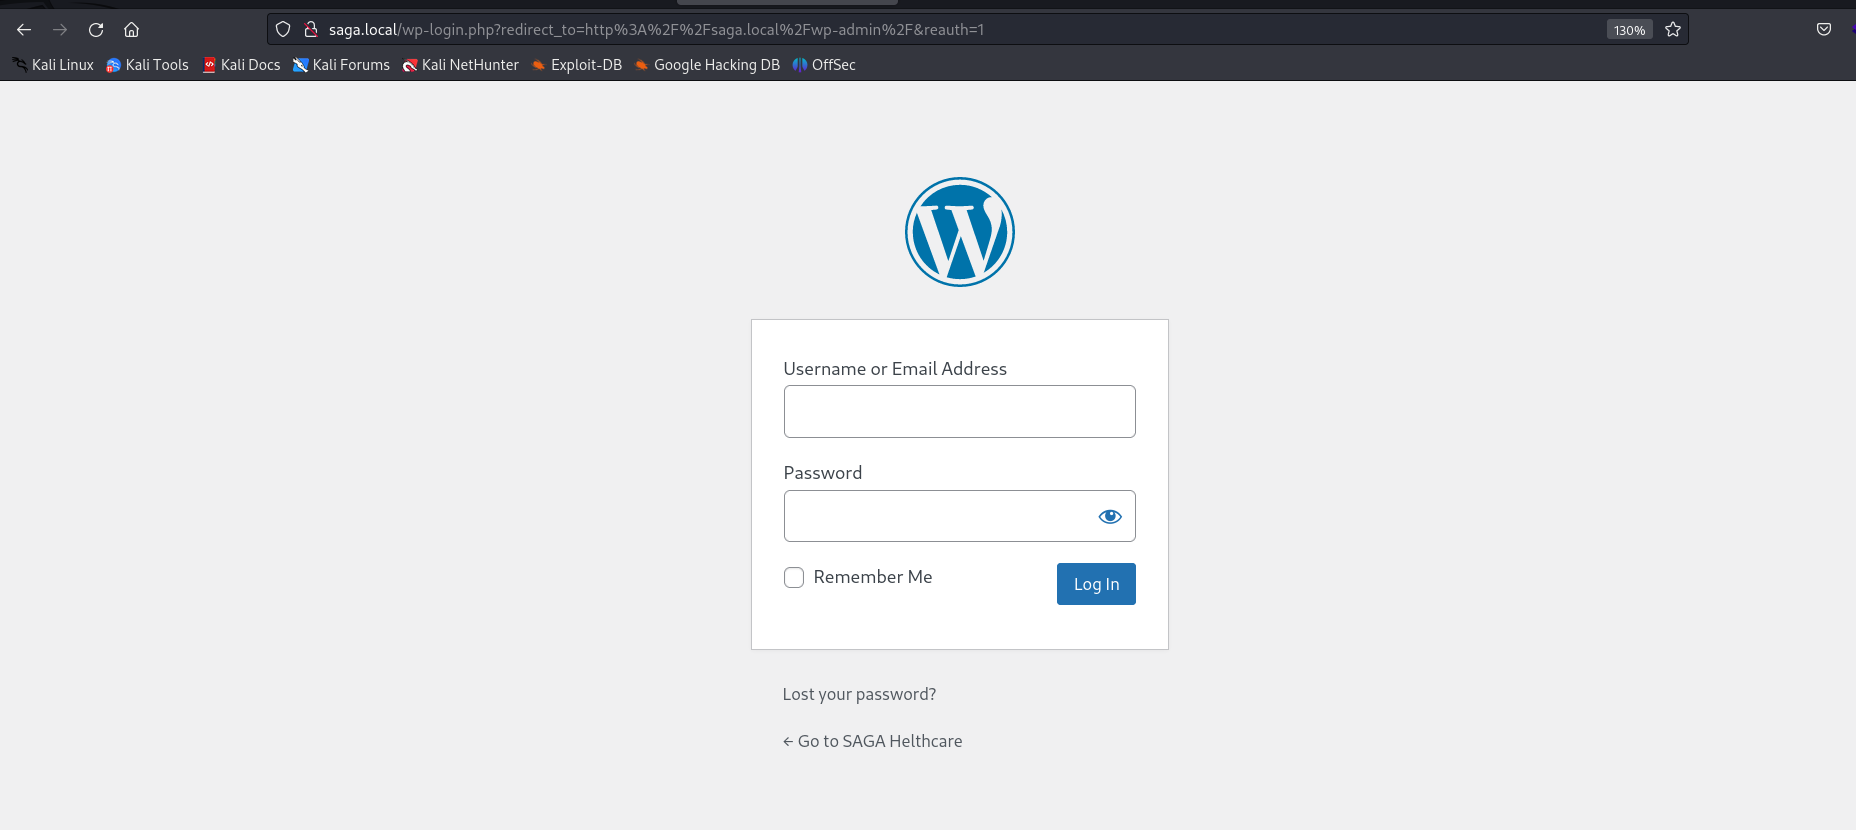 saga.local/wp-login.php?redirect_to=http%3A%2F%2Fsaga.local%2Fwp-admin%2F&reauth=1 130%
Kali Linux Kali Tools Kali Docs Kali Forums Kali NetHunter Exploit-DB Google Hacking DB OffSec
Username or Email Address
Password
Remember Me Log In
Lost your password?
← Go to SAGA Helthcare